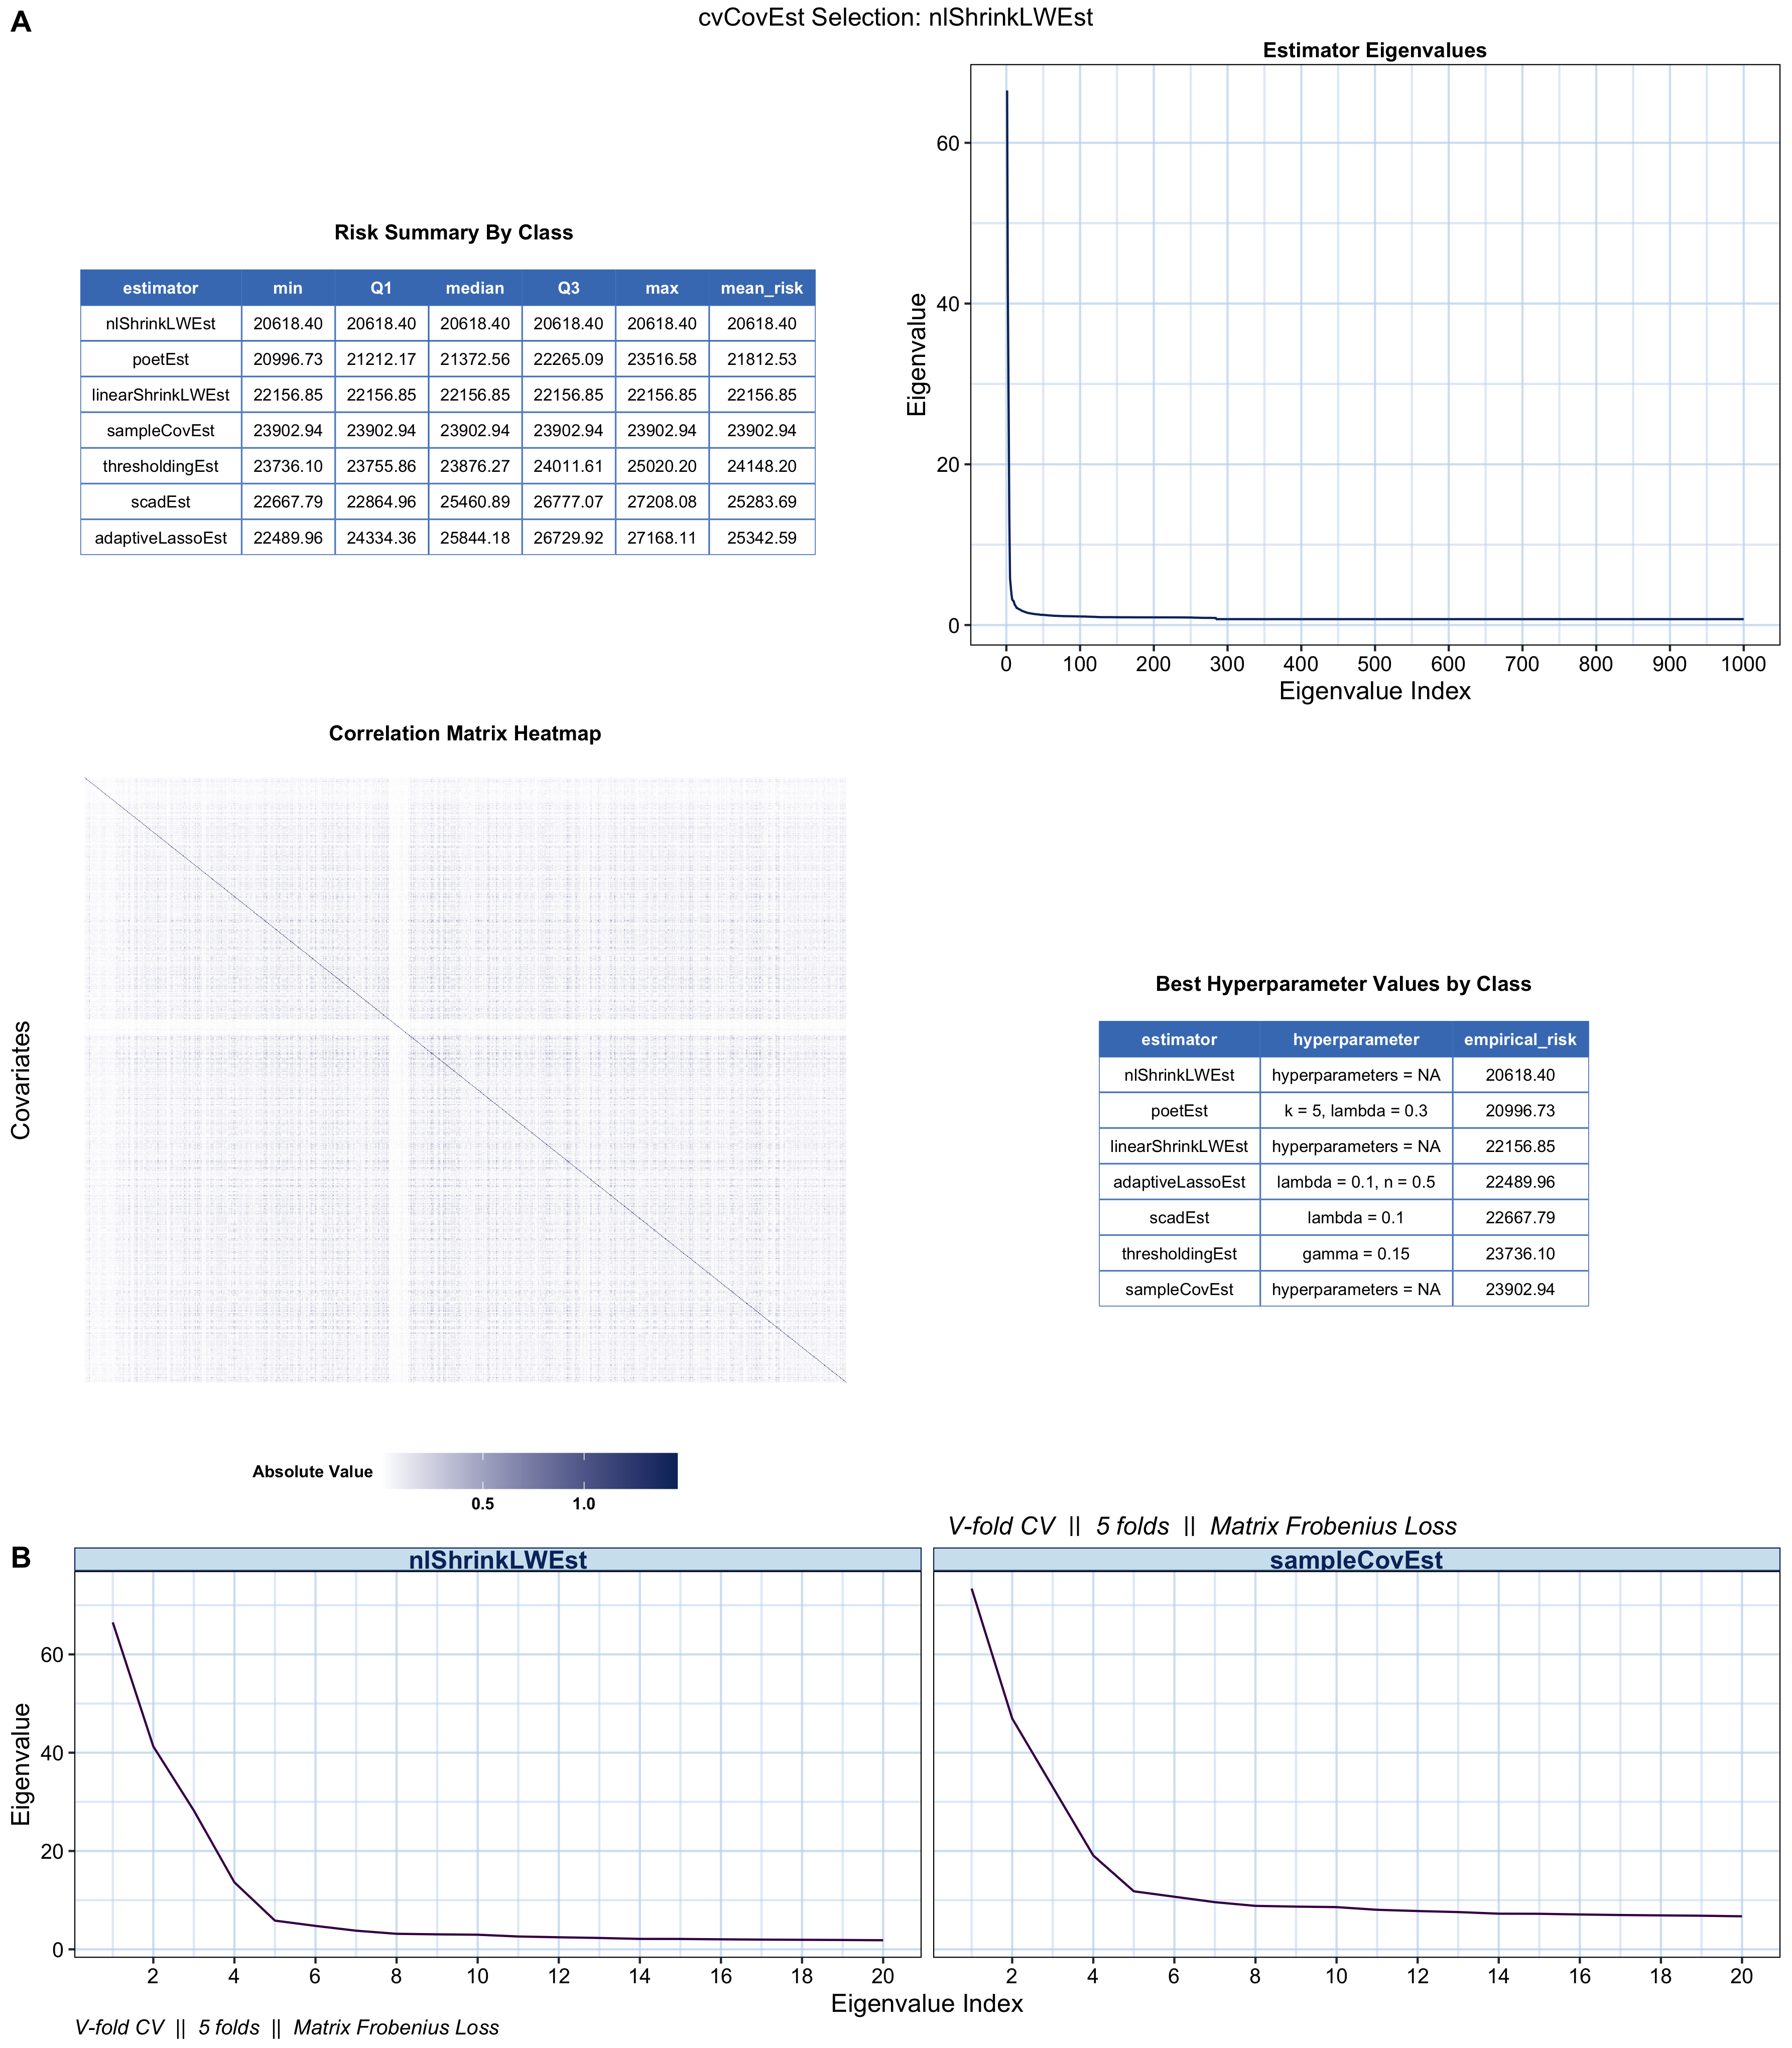 A
cvCovEst Selection: nlShrinkLWEst
Risk Summary By Class
estimator min Q1 median Q3 max mean_risk
nlShrinkLWEst 20618.40 20618.40 20618.40 20618.40 20618.40 20618.40
poetEst 20996.73 21212.17 21372.56 22265.09 23516.58 21812.53
linearShrinkLWEst 22156.85 22156.85 22156.85 22156.85 22156.85 22156.85
sampleCovEst 23902.94 23902.94 23902.94 23902.94 23902.94 23902.94
thresholdingEst 23736.10 23755.86 23876.27 24011.61 25020.20 24148.20
scadEst 22667.79 22864.96 25460.89 26777.07 27208.08 25283.69
adaptiveLassoEst 22489.96 24334.36 25844.18 26729.92 27168.11 25342.59
Estimator Eigenvalues
Eigenvalue
60
40
20
0
0 100 200 300 400 500 600 700 800 900 1000
Eigenvalue Index
Correlation Matrix Heatmap
Covariates
Absolute Value
0.5 1.0
Best Hyperparameter Values by Class
estimator hyperparameter empirical_risk
nlShrinkLWEst hyperparameters = NA 20618.40
poetEst k = 5, lambda = 0.3 20996.73
linearShrinkLWEst hyperparameters = NA 22156.85
adaptiveLassoEst lambda = 0.1, n = 0.5 22489.96
scadEst lambda = 0.1 22667.79
thresholdingEst gamma = 0.15 23736.10
sampleCovEst hyperparameters = NA 23902.94
V-fold CV || 5 folds || Matrix Frobenius Loss
B
nlShrinkLWEst
sampleCovEst
Eigenvalue
60
40
20
0
2 4 6 8 10 12 14 16 18 20
2 4 6 8 10 12 14 16 18 20
Eigenvalue Index
V-fold CV || 5 folds || Matrix Frobenius Loss